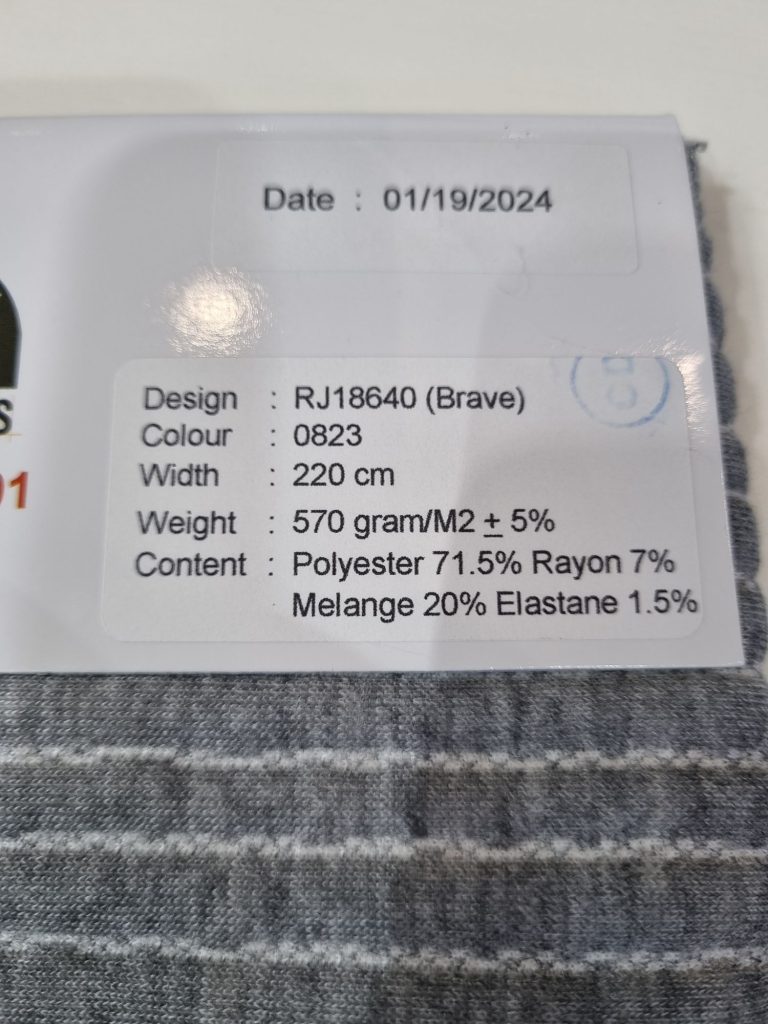 Date : 01/19/2024
Design : RJ18640 (Brave)
Colour : 0823
Width : 220 cm
Weight : 570 gram/M2 ± 5%
Content : Polyester 71.5% Rayon 7%
Melange 20% Elastane 1.5%